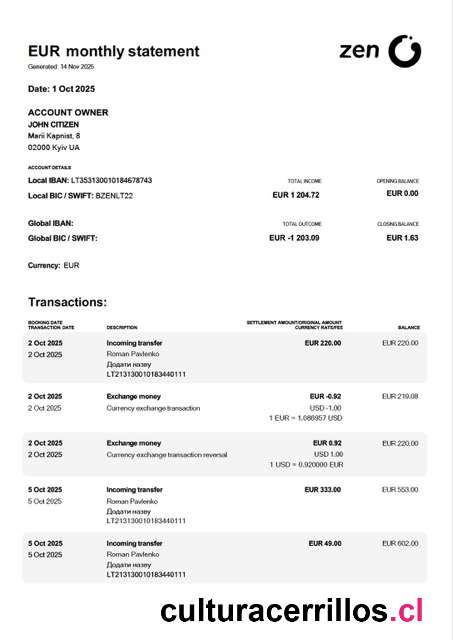 EUR monthly statement
zen
Generated: 14 Nov 2025
Date: 1 Oct 2025
ACCOUNT OWNER
JOHN CITIZEN
Marii Kapnist, 8
02000 Kyiv UA
ACCOUNT DETAILS
Local IBAN: LT353130010184678743
TOTAL INCOME
OPENING BALANCE
Local BIC / SWIFT: BZENLT22
EUR 1 204.72
EUR 0.00
Global IBAN:
TOTAL OUTCOME
CLOSING BALANCE
Global BIC / SWIFT:
EUR -1 203.09
EUR 1.63
Currency: EUR
Transactions:
BOOKING DATE
TRANSACTION DATE
DESCRIPTION
SETTLEMENT AMOUNT/ORIGINAL AMOUNT
CURRENCY RATE/FEE
BALANCE
2 Oct 2025 Incoming transfer EUR 220.00 EUR 220.00
2 Oct 2025 Roman Pavlenko
Додати назву
LT213130010183440111
2 Oct 2025 Exchange money EUR -0.92 EUR 219.08
2 Oct 2025 Currency exchange transaction USD -1.00
1 EUR = 1.086957 USD
2 Oct 2025 Exchange money EUR 0.92 EUR 220.00
2 Oct 2025 Currency exchange transaction reversal USD 1.00
1 USD = 0.920000 EUR
5 Oct 2025 Incoming transfer EUR 333.00 EUR 553.00
5 Oct 2025 Roman Pavlenko
Додати назву
LT213130010183440111
5 Oct 2025 Incoming transfer EUR 49.00 EUR 602.00
5 Oct 2025 Roman Pavlenko
Додати назву
LT213130010183440111
culturacerrillos.cl